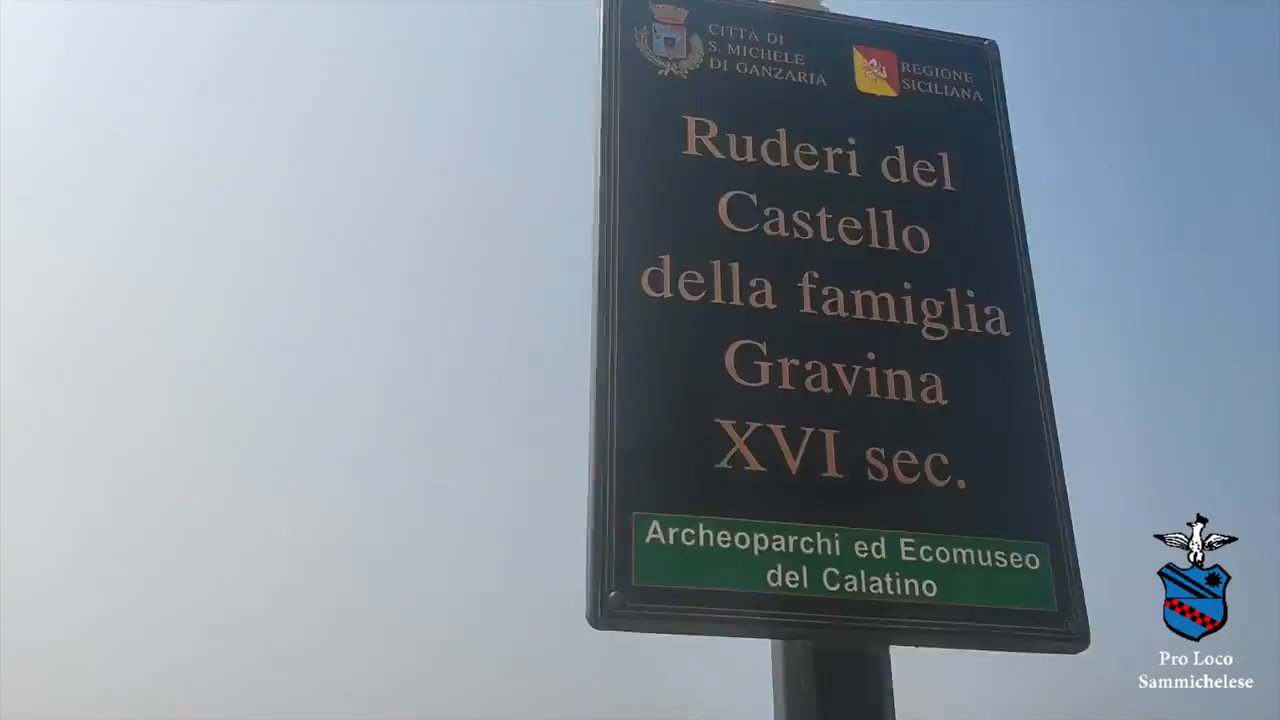 CITTÀ DI
S. MICHELE
DI GANZARIA
REGIONE
SICILIANA
Ruderi del
Castello
della famiglia
Gravina
XVI sec.
Archeoparchi ed Ecomuseo
del Calatino
Pro Loco
Sammichelese